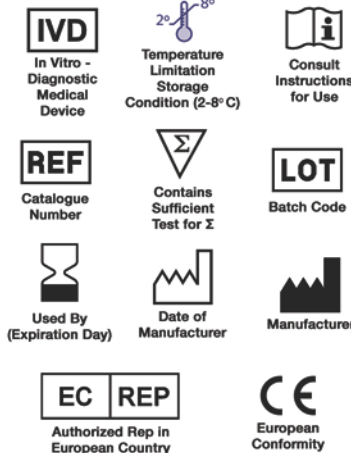 IVD
In Vitro -
Diagnostic
Medical
Device
2° 8°
Temperature
Limitation
Storage
Condition (2-8° C)
i
Consult
Instructions
for Use
REF
Catalogue
Number
Σ
Contains
Sufficient
Test for Σ
LOT
Batch Code
Used By
(Expiration Day)
Date of
Manufacturer
Manufacturer
EC REP
Authorized Rep in
European Country
CE
European
Conformity